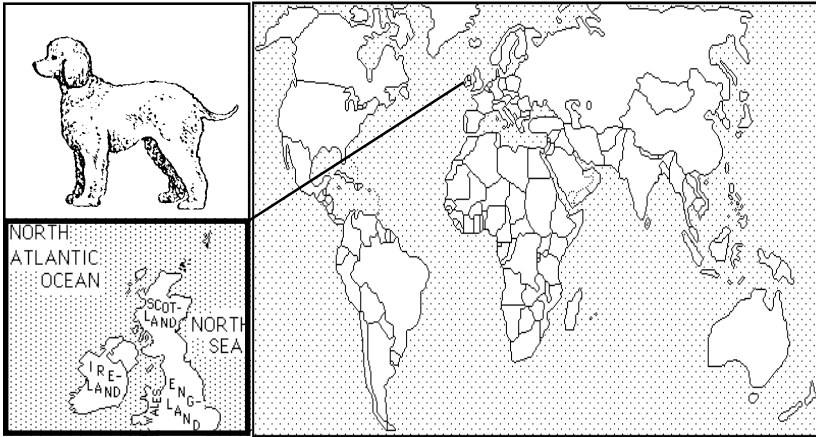 NORTH
ATLANTIC
OCEAN
SCOT-
LAND
NORTH
SEA
IRE-
LAND
WALES
ENG-
LAND